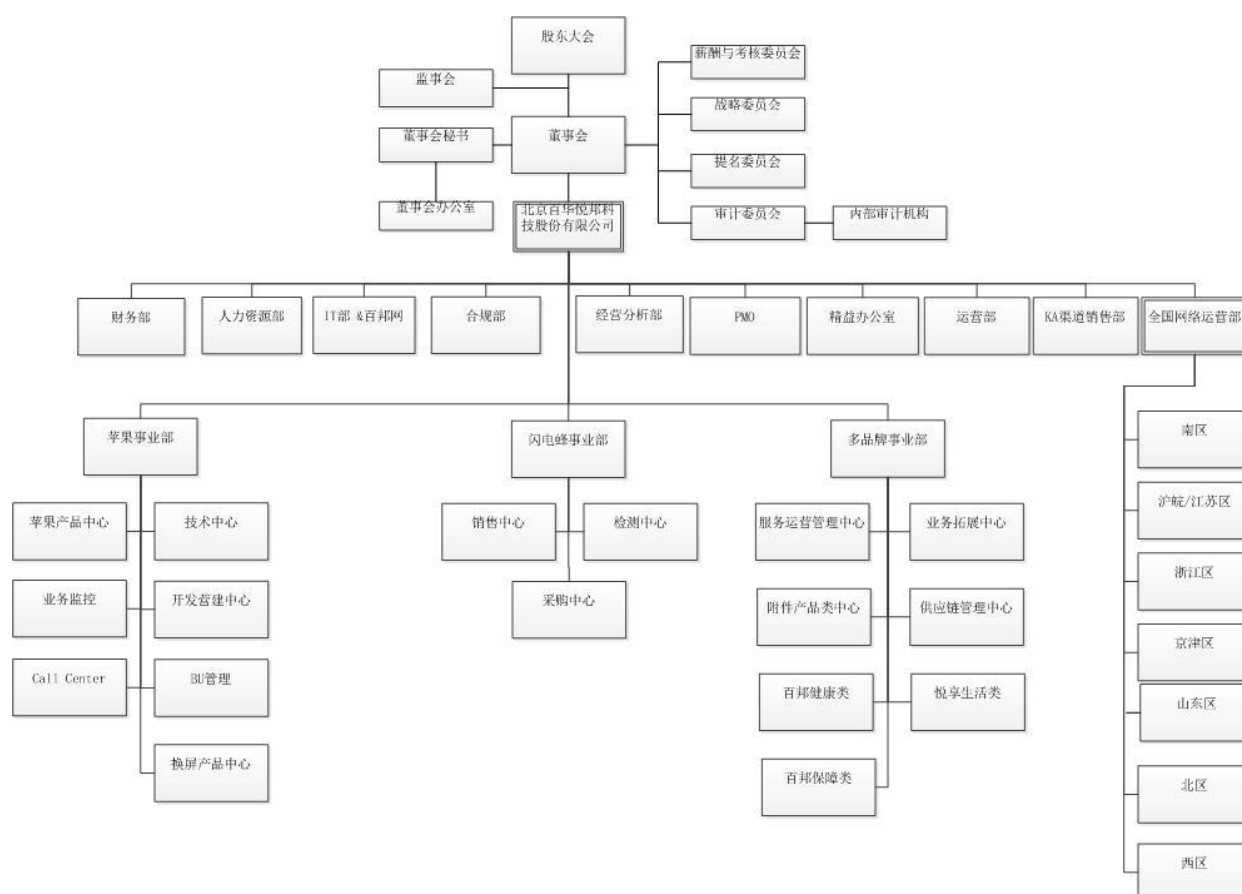 股东大会
薪酬与考核委员会
监事会
战略委员会
董事会秘书
董事会
提名委员会
董事会办公室
北京百华悦邦科
技股份有限公司
审计委员会
内部审计机构
财务部
人力资源部
IT部 &百邦网
合规部
经营分析部
PMO
精益办公室
运营部
KA渠道销售部
全国网络运营部
苹果事业部
闪电蜂事业部
多品牌事业部
南区
苹果产品中心
技术中心
销售中心
检测中心
服务运营管理中心
业务拓展中心
沪皖/江苏区
浙江区
业务监控
开发营建中心
采购中心
附件产品类中心
供应链管理中心
京津区
Call Center
BU管理
百邦健康类
悦享生活类
山东区
换屏产品中心
百邦保障类
北区
西区